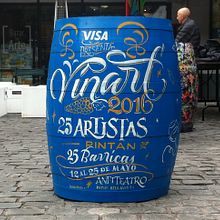 VISA
PRESENTA
Vinart
2016
25 ARTISTAS
PINTAN
25 Barricas
12 AL 25 DE MAYO
ANFITEATRO